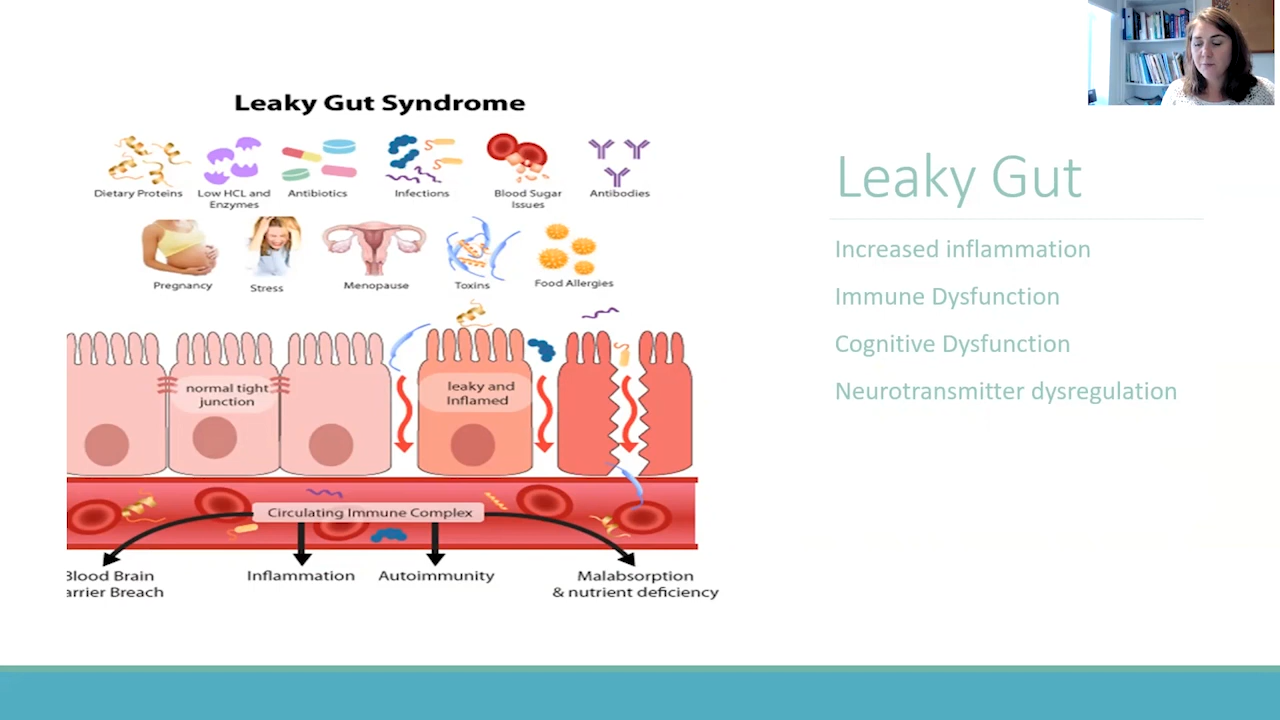 Leaky Gut Syndrome
Dietary Proteins
Low HCL and
Enzymes
Antibiotics
Infections
Blood Sugar
Issues
Antibodies
Pregnancy
Stress
Menopause
Toxins
Food Allergies
normal tight
junction
leaky and
Inflamed
Circulating Immune Complex
Blood Brain
arrier Breach
Inflammation
Autoimmunity
Malabsorption
& nutrient deficiency
Leaky Gut
Increased inflammation
Immune Dysfunction
Cognitive Dysfunction
Neurotransmitter dysregulation